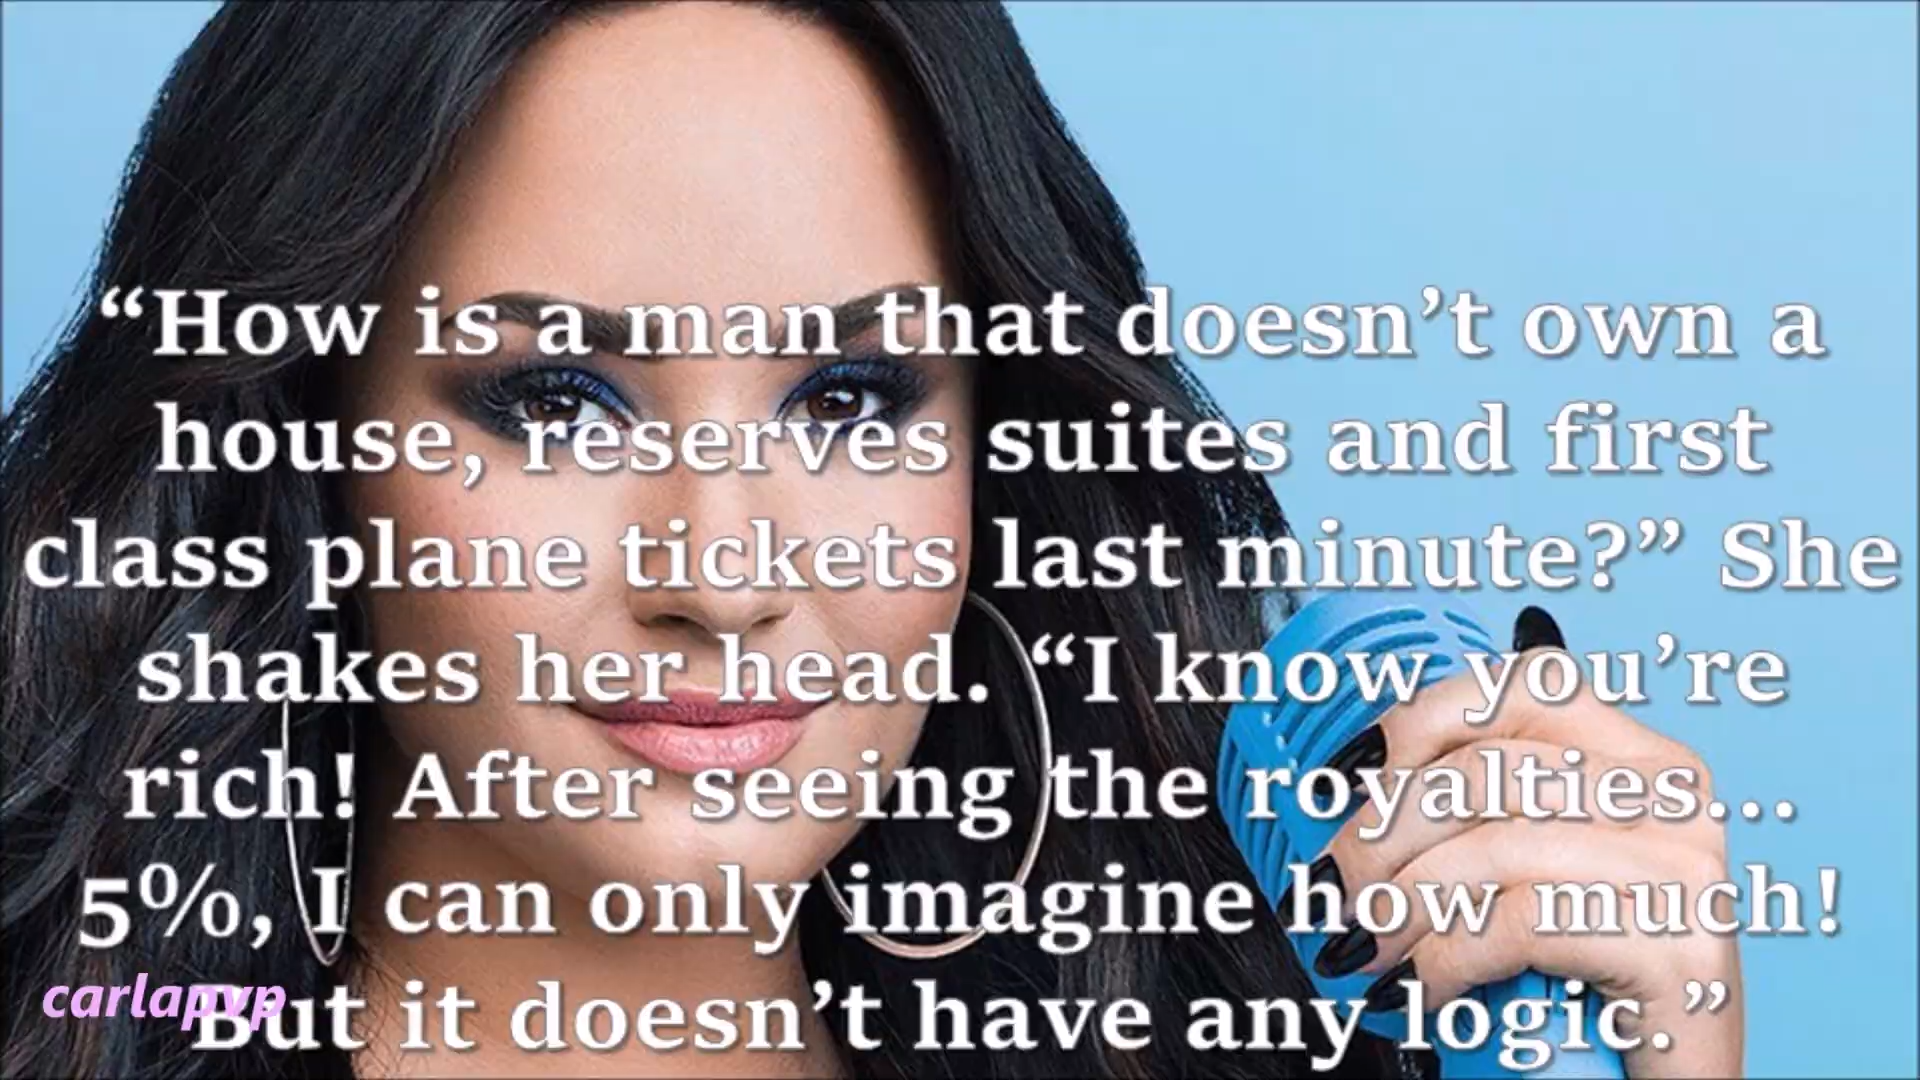 “How is a man that doesn’t own a
house, reserves suites and first
class plane tickets last minute?” She
shakes her head. “I know you’re
rich! After seeing the royalties...
5%, I can only imagine how much!
But it doesn’t have any logic.”
carlapvp